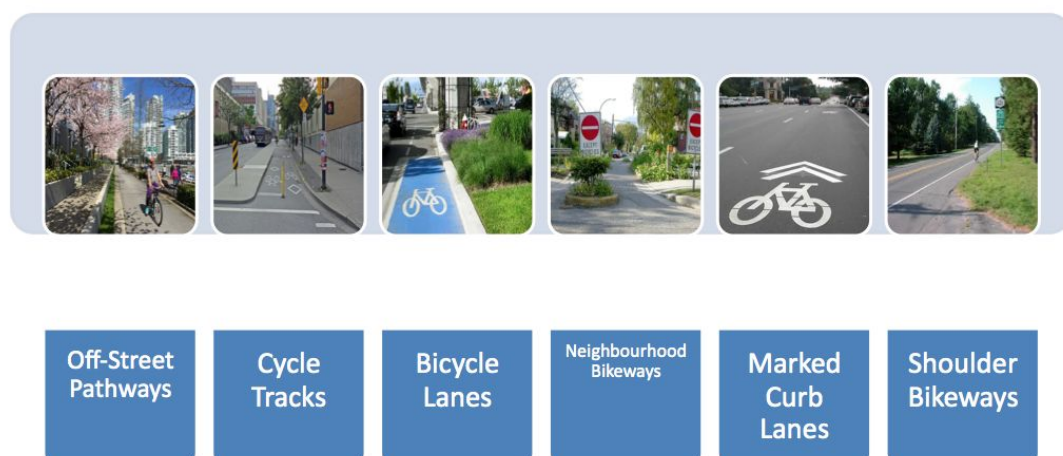 Off-Street
Pathways
Cycle
Tracks
Bicycle
Lanes
Neighbourhood
Bikeways
Marked
Curb
Lanes
Shoulder
Bikeways